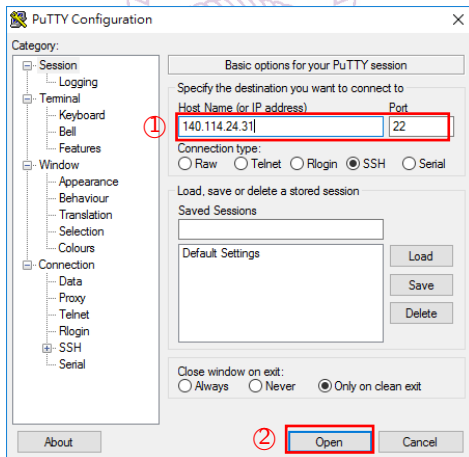 PuTTY Configuration
Category:
Session
Logging
Terminal
Keyboard
Bell
Features
Window
Appearance
Behaviour
Translation
Selection
Colours
Connection
Data
Proxy
Telnet
Rlogin
SSH
Serial
Basic options for your PuTTY session
Specify the destination you want to connect to
Host Name (or IP address) Port
① 140.114.24.31 22
Connection type:
Raw Telnet Rlogin SSH Serial
Load, save or delete a stored session
Saved Sessions
Default Settings
Load
Save
Delete
Close window on exit:
Always Never Only on clean exit
About ② Open Cancel